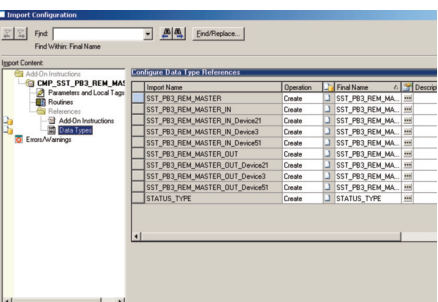 Import Configuration
Find:
Find/Replace...
Find Within: Final Name
Import Content:
Add-On Instructions
CMP_SST_PB3_REM_MAS
Parameters and Local Tags
Routines
References
Add-On Instructions
Data Types
Errors/Warnings
Configure Data Type References
Import Name Operation Final Name Descript
SST_PB3_REM_MASTER Create SST_PB3_REM_MA...
SST_PB3_REM_MASTER_IN Create SST_PB3_REM_MA...
SST_PB3_REM_MASTER_IN_Device21 Create SST_PB3_REM_MA...
SST_PB3_REM_MASTER_IN_Device3 Create SST_PB3_REM_MA...
SST_PB3_REM_MASTER_IN_Device51 Create SST_PB3_REM_MA...
SST_PB3_REM_MASTER_OUT Create SST_PB3_REM_MA...
SST_PB3_REM_MASTER_OUT_Device21 Create SST_PB3_REM_MA...
SST_PB3_REM_MASTER_OUT_Device3 Create SST_PB3_REM_MA...
SST_PB3_REM_MASTER_OUT_Device51 Create SST_PB3_REM_MA...
STATUS_TYPE Create STATUS_TYPE